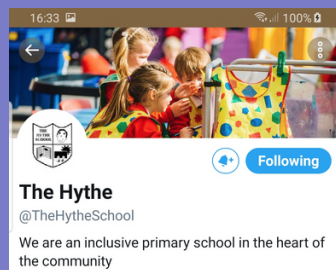 16:33 100%
Following
The Hythe
@TheHytheSchool
We are an inclusive primary school in the heart of
the community